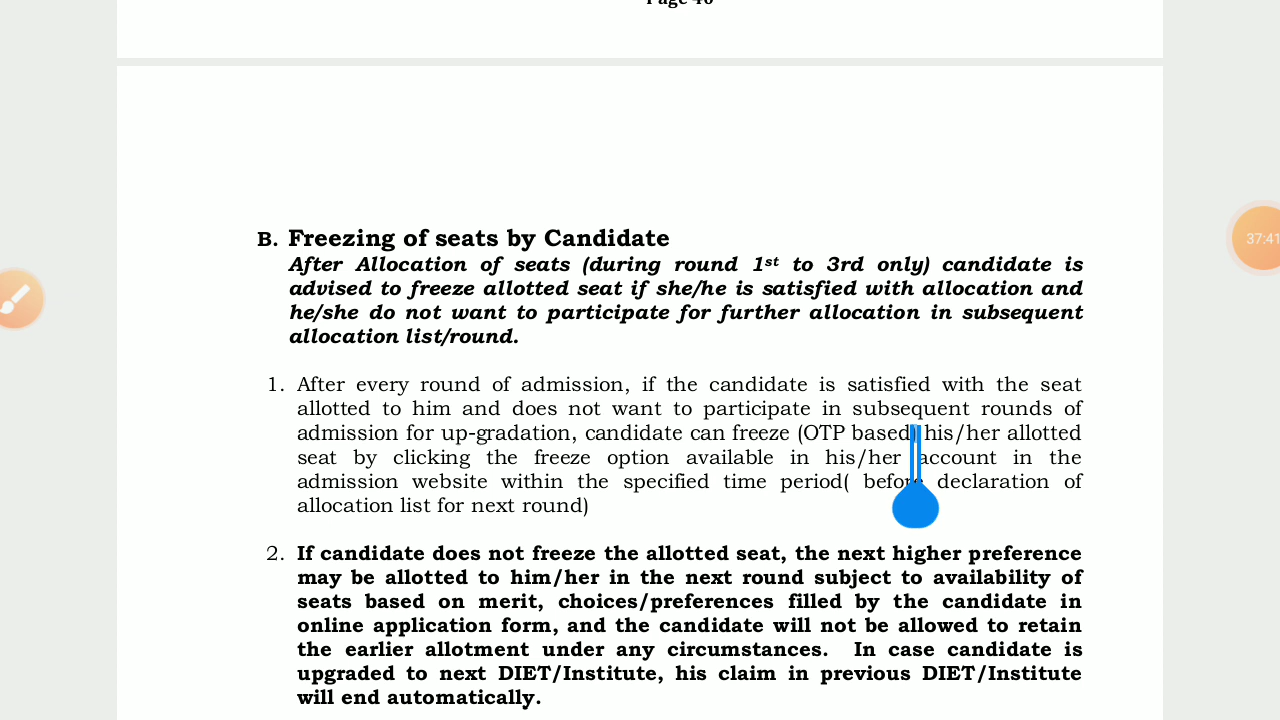 Page 40
B. Freezing of seats by Candidate
After Allocation of seats (during round 1st to 3rd only) candidate is
advised to freeze allotted seat if she/he is satisfied with allocation and
he/she do not want to participate for further allocation in subsequent
allocation list/round.
1. After every round of admission, if the candidate is satisfied with the seat
allotted to him and does not want to participate in subsequent rounds of
admission for up-gradation, candidate can freeze (OTP based) his/her allotted
seat by clicking the freeze option available in his/her account in the
admission website within the specified time period( before declaration of
allocation list for next round)
2. If candidate does not freeze the allotted seat, the next higher preference
may be allotted to him/her in the next round subject to availability of
seats based on merit, choices/preferences filled by the candidate in
online application form, and the candidate will not be allowed to retain
the earlier allotment under any circumstances. In case candidate is
upgraded to next DIET/Institute, his claim in previous DIET/Institute
will end automatically.
37:41